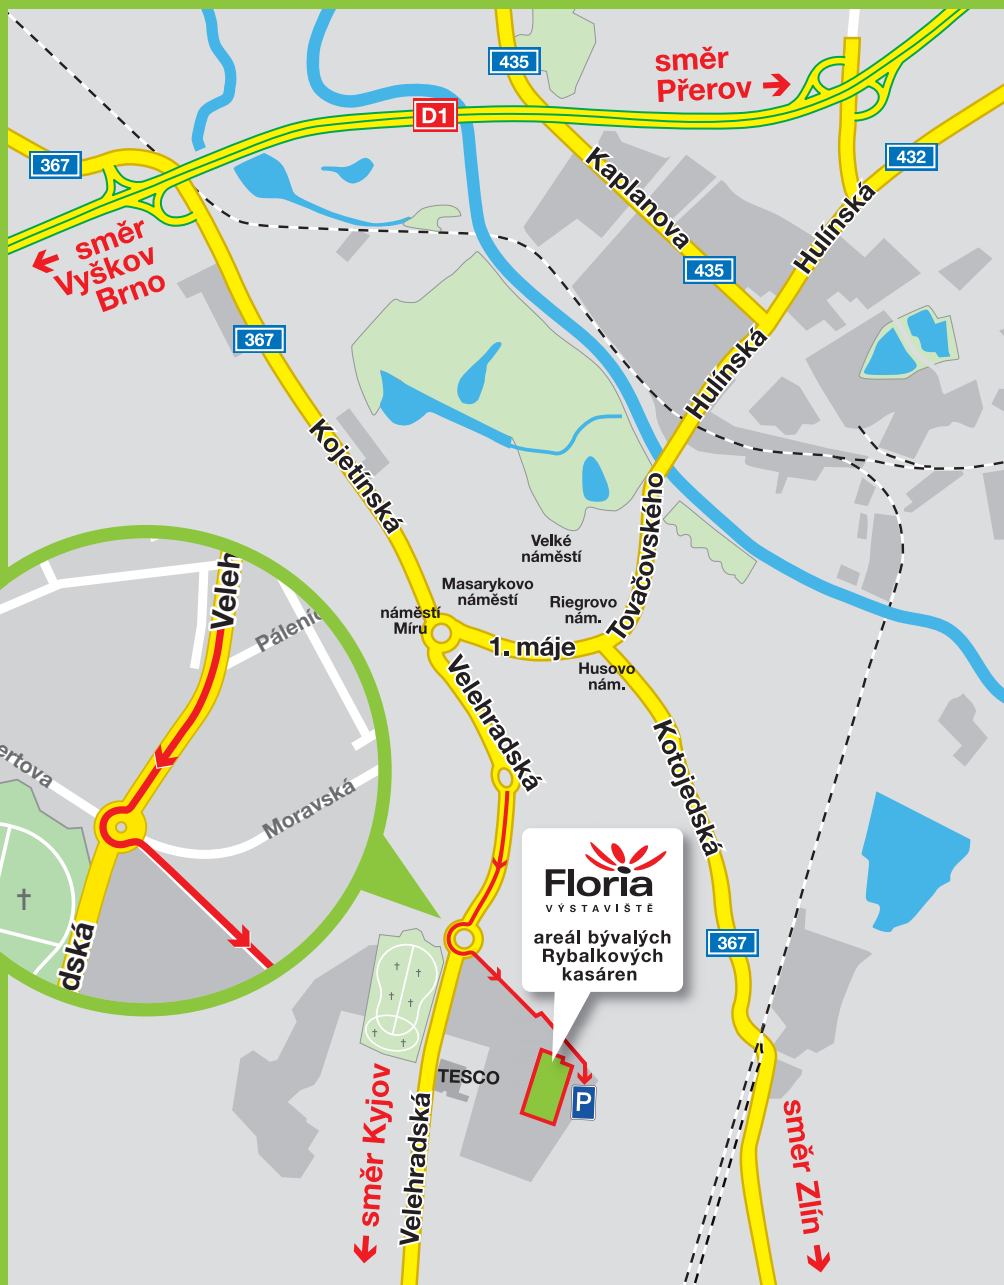 435
směr
Přerov
D1
367
432
Kaplanova
Hulínská
směr
Vyškov
Brno
435
367
Hulínská
Kojetínská
Tovačovského
Velké
náměstí
Masarykovo
náměstí
Riegrovo
nám.
náměstí
Míru
1. máje
Husovo
nám.
Veleh
Pálenic
Velehradská
Kotojedská
ertova
Moravská
Floria
VÝSTAVIŠTĚ
areál bývalých
Rybalkových
kasáren
367
dská
TESCO
P
směr Kyjov
Velehradská
směr Zlín